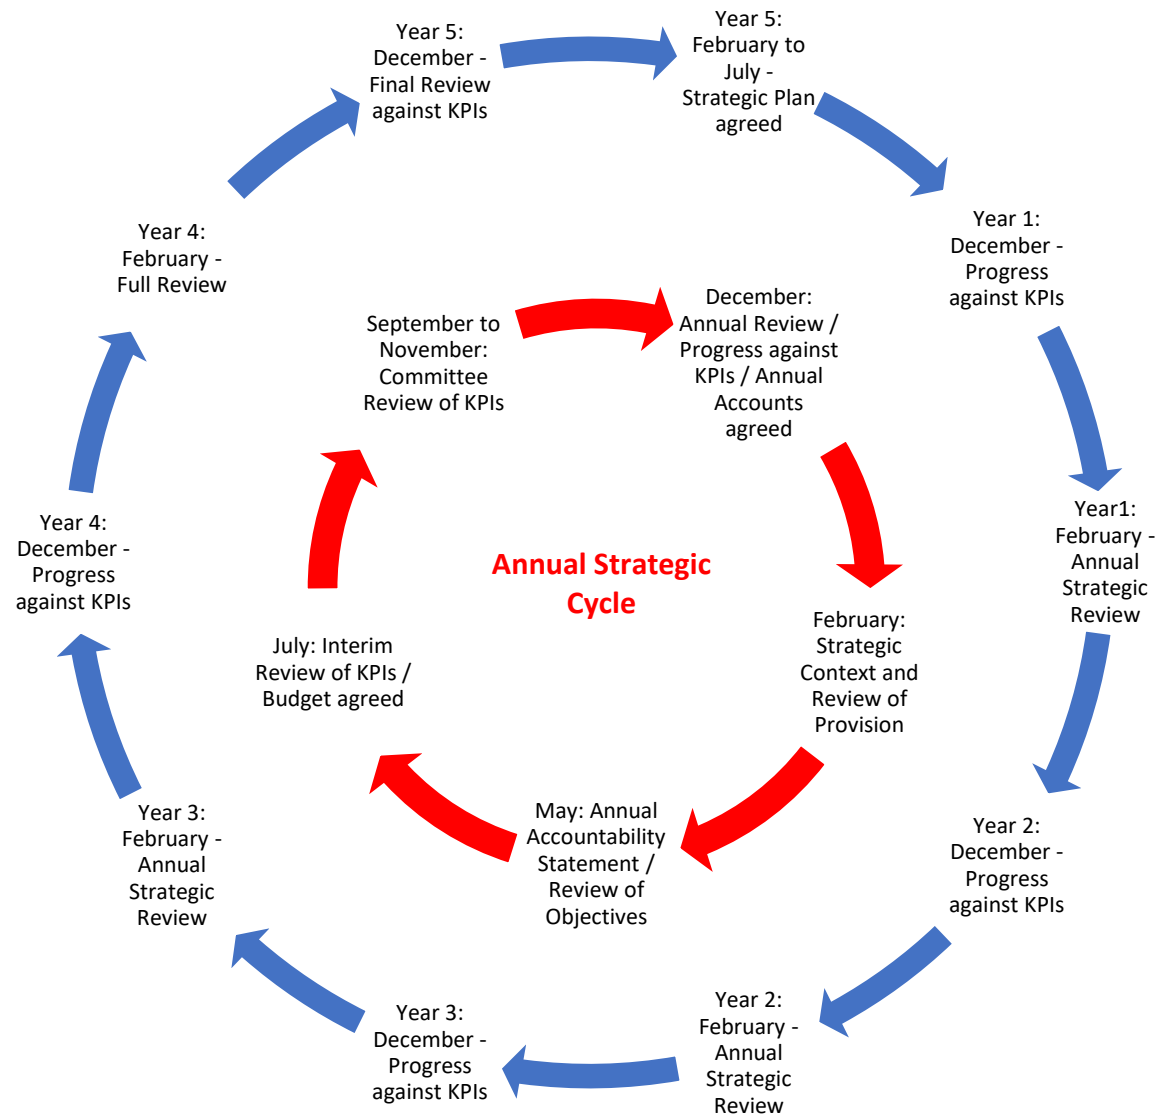 Year 5:
December -
Final Review
against KPIs
Year 5:
February to
July -
Strategic Plan
agreed
Year 1:
December -
Progress
against KPIs
Year1:
February -
Annual
Strategic
Review
Year 2:
December -
Progress
against KPIs
Year 2:
February -
Annual
Strategic
Review
Year 3:
December -
Progress
against KPIs
Year 3:
February -
Annual
Strategic
Review
Year 4:
December -
Progress
against KPIs
Year 4:
February -
Full Review
September to
November:
Committee
Review of KPIs
December:
Annual Review /
Progress against
KPIs / Annual
Accounts
agreed
February:
Strategic
Context and
Review of
Provision
May: Annual
Accountability
Statement /
Review of
Objectives
July: Interim
Review of KPIs /
Budget agreed
Annual Strategic
Cycle